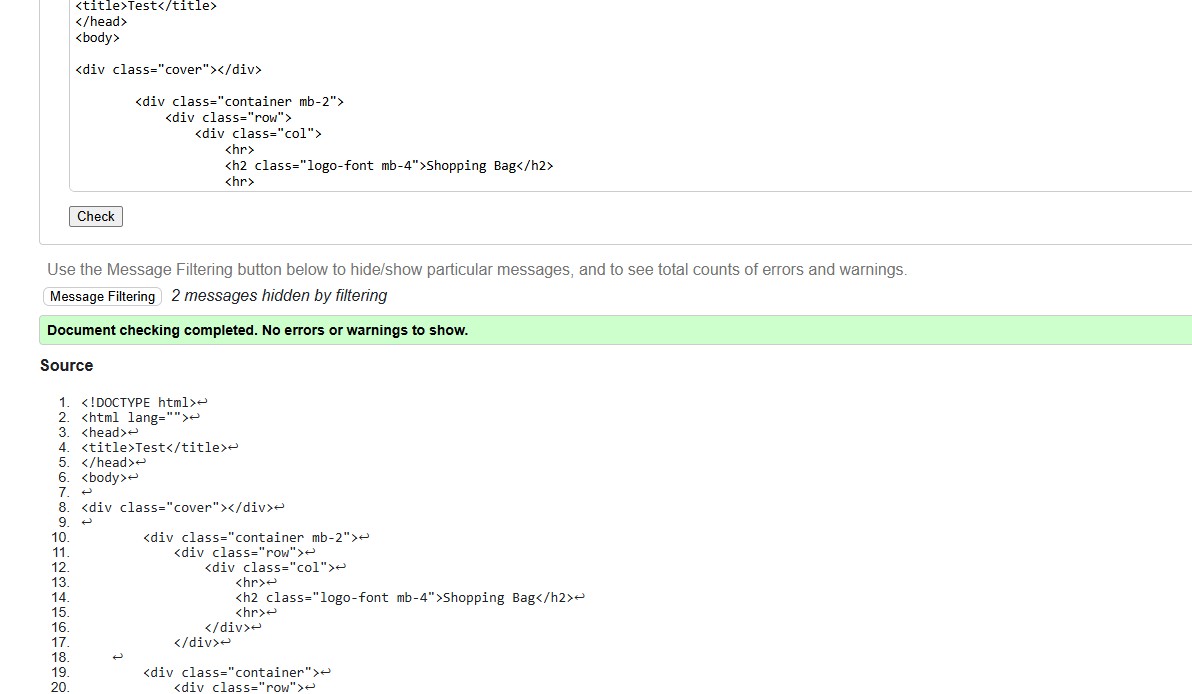 <title>Test</title>
</head>
<body>
<div class="cover"></div>
<div class="container mb-2">
<div class="row">
<div class="col">
<hr>
<h2 class="logo-font mb-4">Shopping Bag</h2>
<hr>
Check
Use the Message Filtering button below to hide/show particular messages, and to see total counts of errors and warnings.
Message Filtering 2 messages hidden by filtering
Document checking completed. No errors or warnings to show.
Source
1. <!DOCTYPE html>↩
2. <html lang="">↩
3. <head>↩
4. <title>Test</title>↩
5. </head>↩
6. <body>↩
7. ↩
8. <div class="cover"></div>↩
9. ↩
10. <div class="container mb-2">↩
11. <div class="row">↩
12. <div class="col">↩
13. <hr>↩
14. <h2 class="logo-font mb-4">Shopping Bag</h2>↩
15. <hr>↩
16. </div>↩
17. </div>↩
18. ↩
19. <div class="container">↩
20. <div class="row">↩